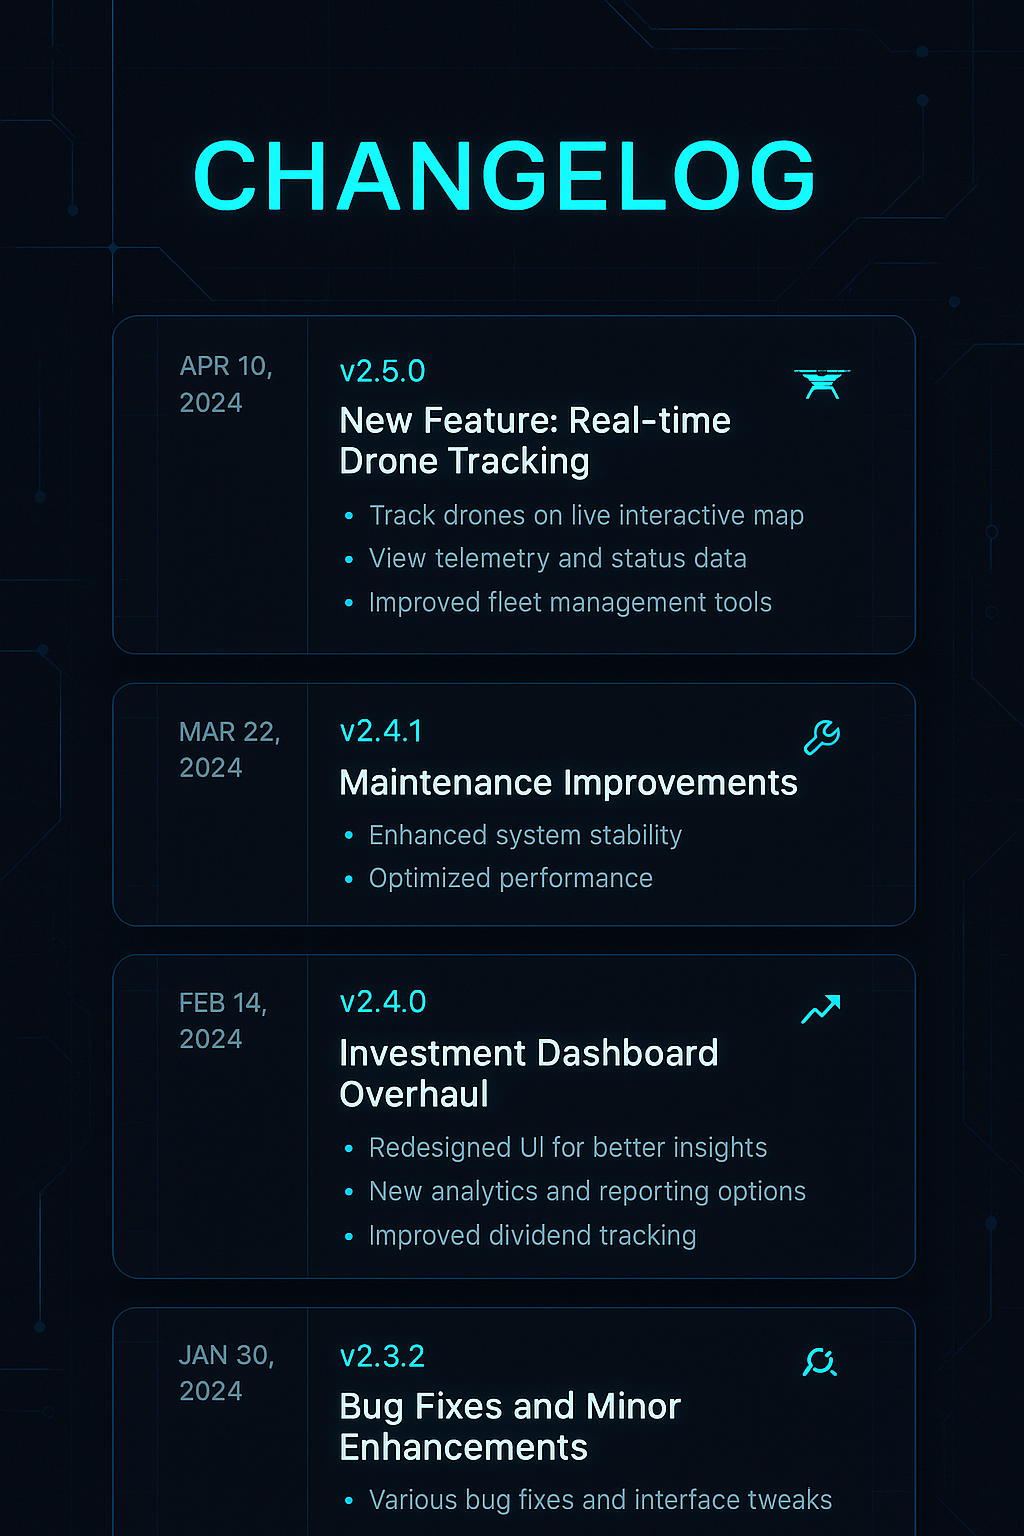 CHANGELOG
APR 10,
2024
v2.5.0
New Feature: Real-time
Drone Tracking
• Track drones on live interactive map
• View telemetry and status data
• Improved fleet management tools
MAR 22,
2024
v2.4.1
Maintenance Improvements
• Enhanced system stability
• Optimized performance
FEB 14,
2024
v2.4.0
Investment Dashboard
Overhaul
• Redesigned UI for better insights
• New analytics and reporting options
• Improved dividend tracking
JAN 30,
2024
v2.3.2
Bug Fixes and Minor
Enhancements
• Various bug fixes and interface tweaks